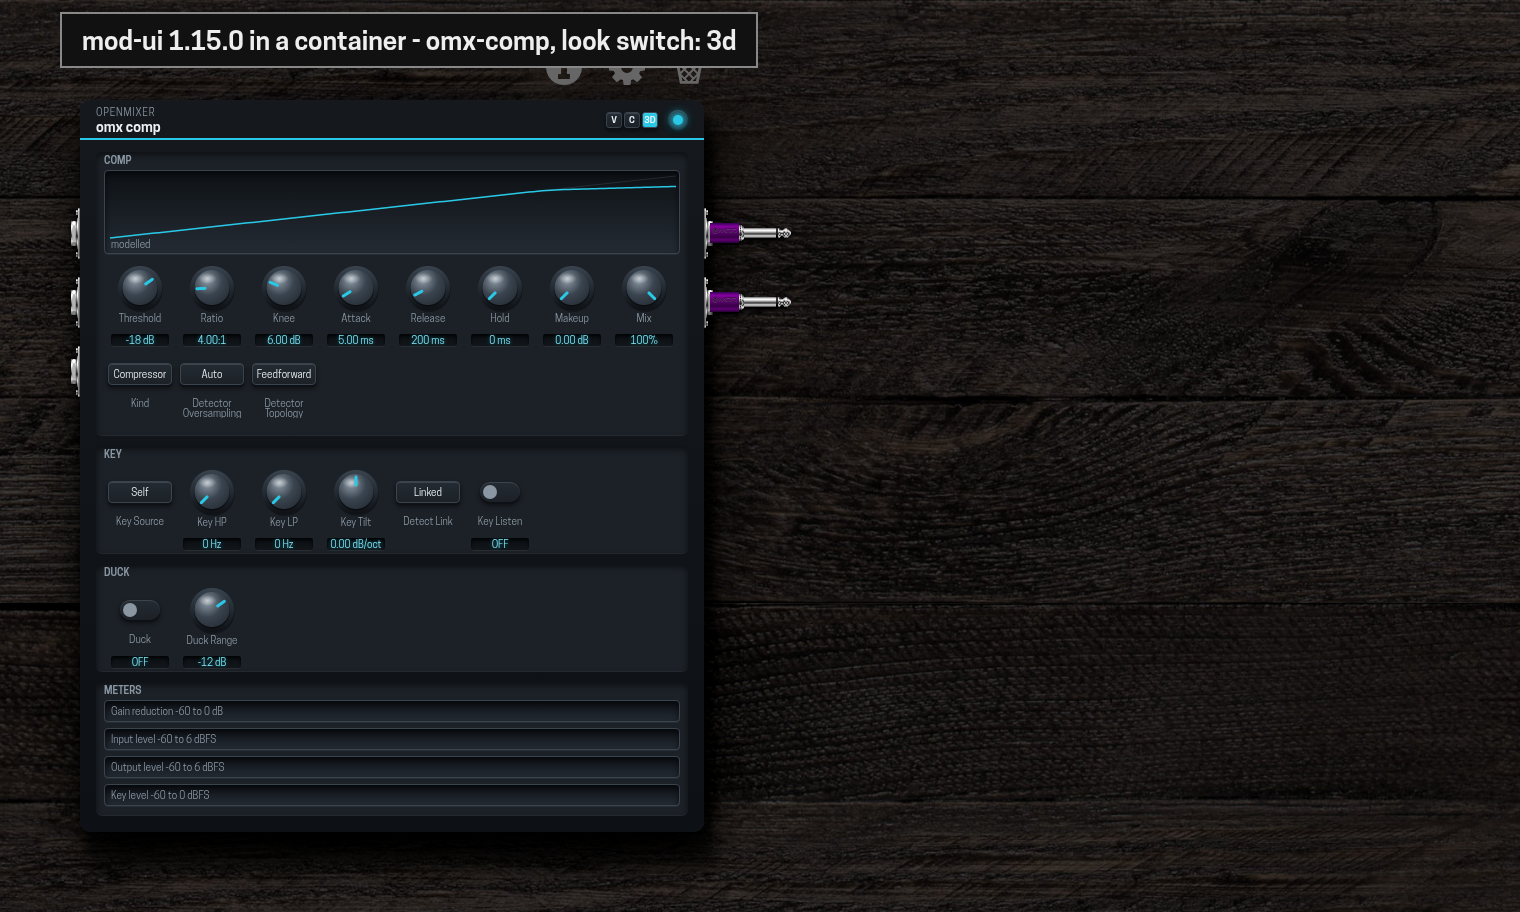 mod-ui 1.15.0 in a container - omx-comp, look switch: 3d
OPENMIXER
omx comp
V C 3D
COMP
modelled
Threshold Ratio Knee Attack Release Hold Makeup Mix
-18 dB 4.00:1 6.00 dB 5.00 ms 200 ms 0 ms 0.00 dB 100%
Compressor Auto Feedforward
Kind Detector Oversampling Detector Topology
KEY
Self Linked
Key Source Key HP Key LP Key Tilt Detect Link Key Listen
0 Hz 0 Hz 0.00 dB/oct OFF
DUCK
Duck Duck Range
OFF -12 dB
METERS
Gain reduction -60 to 0 dB
Input level -60 to 6 dBFS
Output level -60 to 6 dBFS
Key level -60 to 0 dBFS